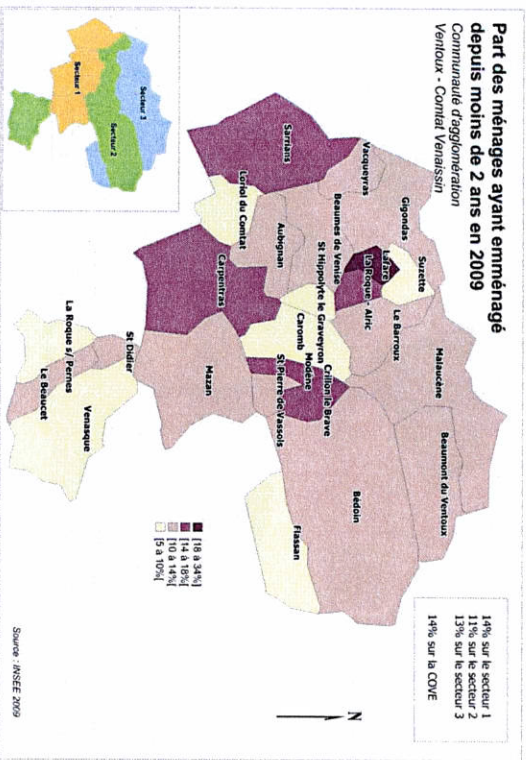 Part des ménages ayant emménagé
depuis moins de 2 ans en 2009
Communauté d'agglomération
Ventoux - Comtat Venaissin
14% sur le secteur 1
11% sur le secteur 2
13% sur le secteur 3
14% sur la COVE
N
Malaucène
Beaumont du Ventoux
Suzette
Le Barroux
Gigondas
Lafare
La Roque - Alric
Vacqueyras
Beaumes de Venise
St Hippolyte le Graveyron
Crillon le Brave
Bédoin
Sarrians
Aubignan
Caromb
Modène
St Pierre de Vassols
Flassan
Loriol du Comtat
Carpentras
Mazan
St Didier
Venasque
La Roque s/ Pernes
Le Beaucet
[18 à 34%]
[14 à 18%[
[10 à 14%[
[5 à 10%[
Secteur 3
Secteur 2
Secteur 1
Source : INSEE 2009